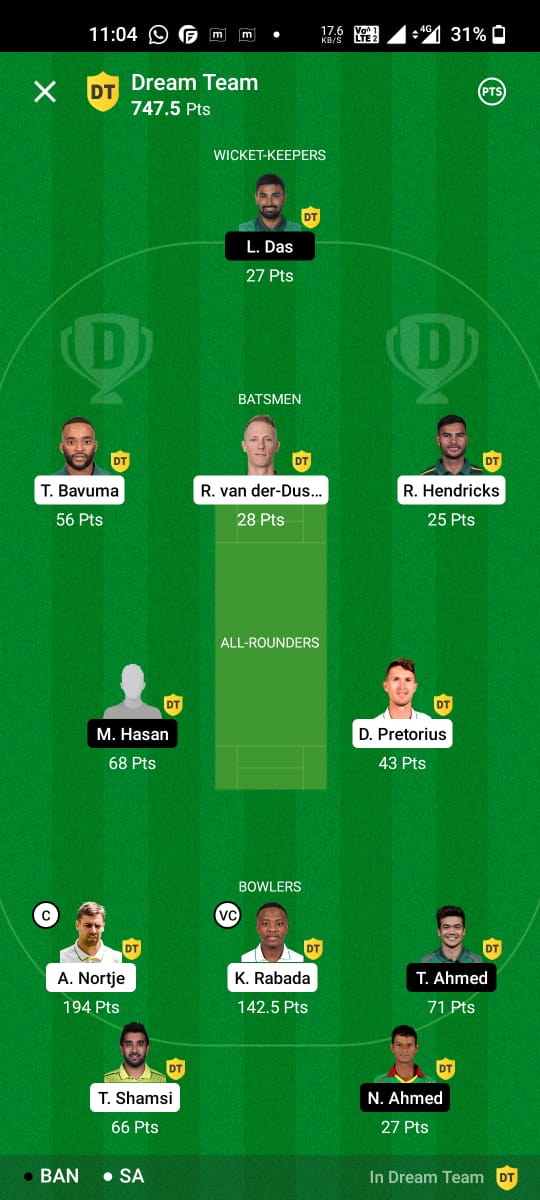 11:04
17.6 KB/S
Vo 1 LTE 2
4G
31%
DT
Dream Team
747.5 Pts
PTS
WICKET-KEEPERS
DT
L. Das
27 Pts
D D
BATSMEN
DT DT DT
T. Bavuma R. van der-Dus... R. Hendricks
56 Pts 28 Pts 25 Pts
ALL-ROUNDERS
DT DT
M. Hasan D. Pretorius
68 Pts 43 Pts
BOWLERS
C VC
DT DT DT
A. Nortje K. Rabada T. Ahmed
194 Pts 142.5 Pts 71 Pts
DT DT
T. Shamsi N. Ahmed
66 Pts 27 Pts
BAN SA In Dream Team DT